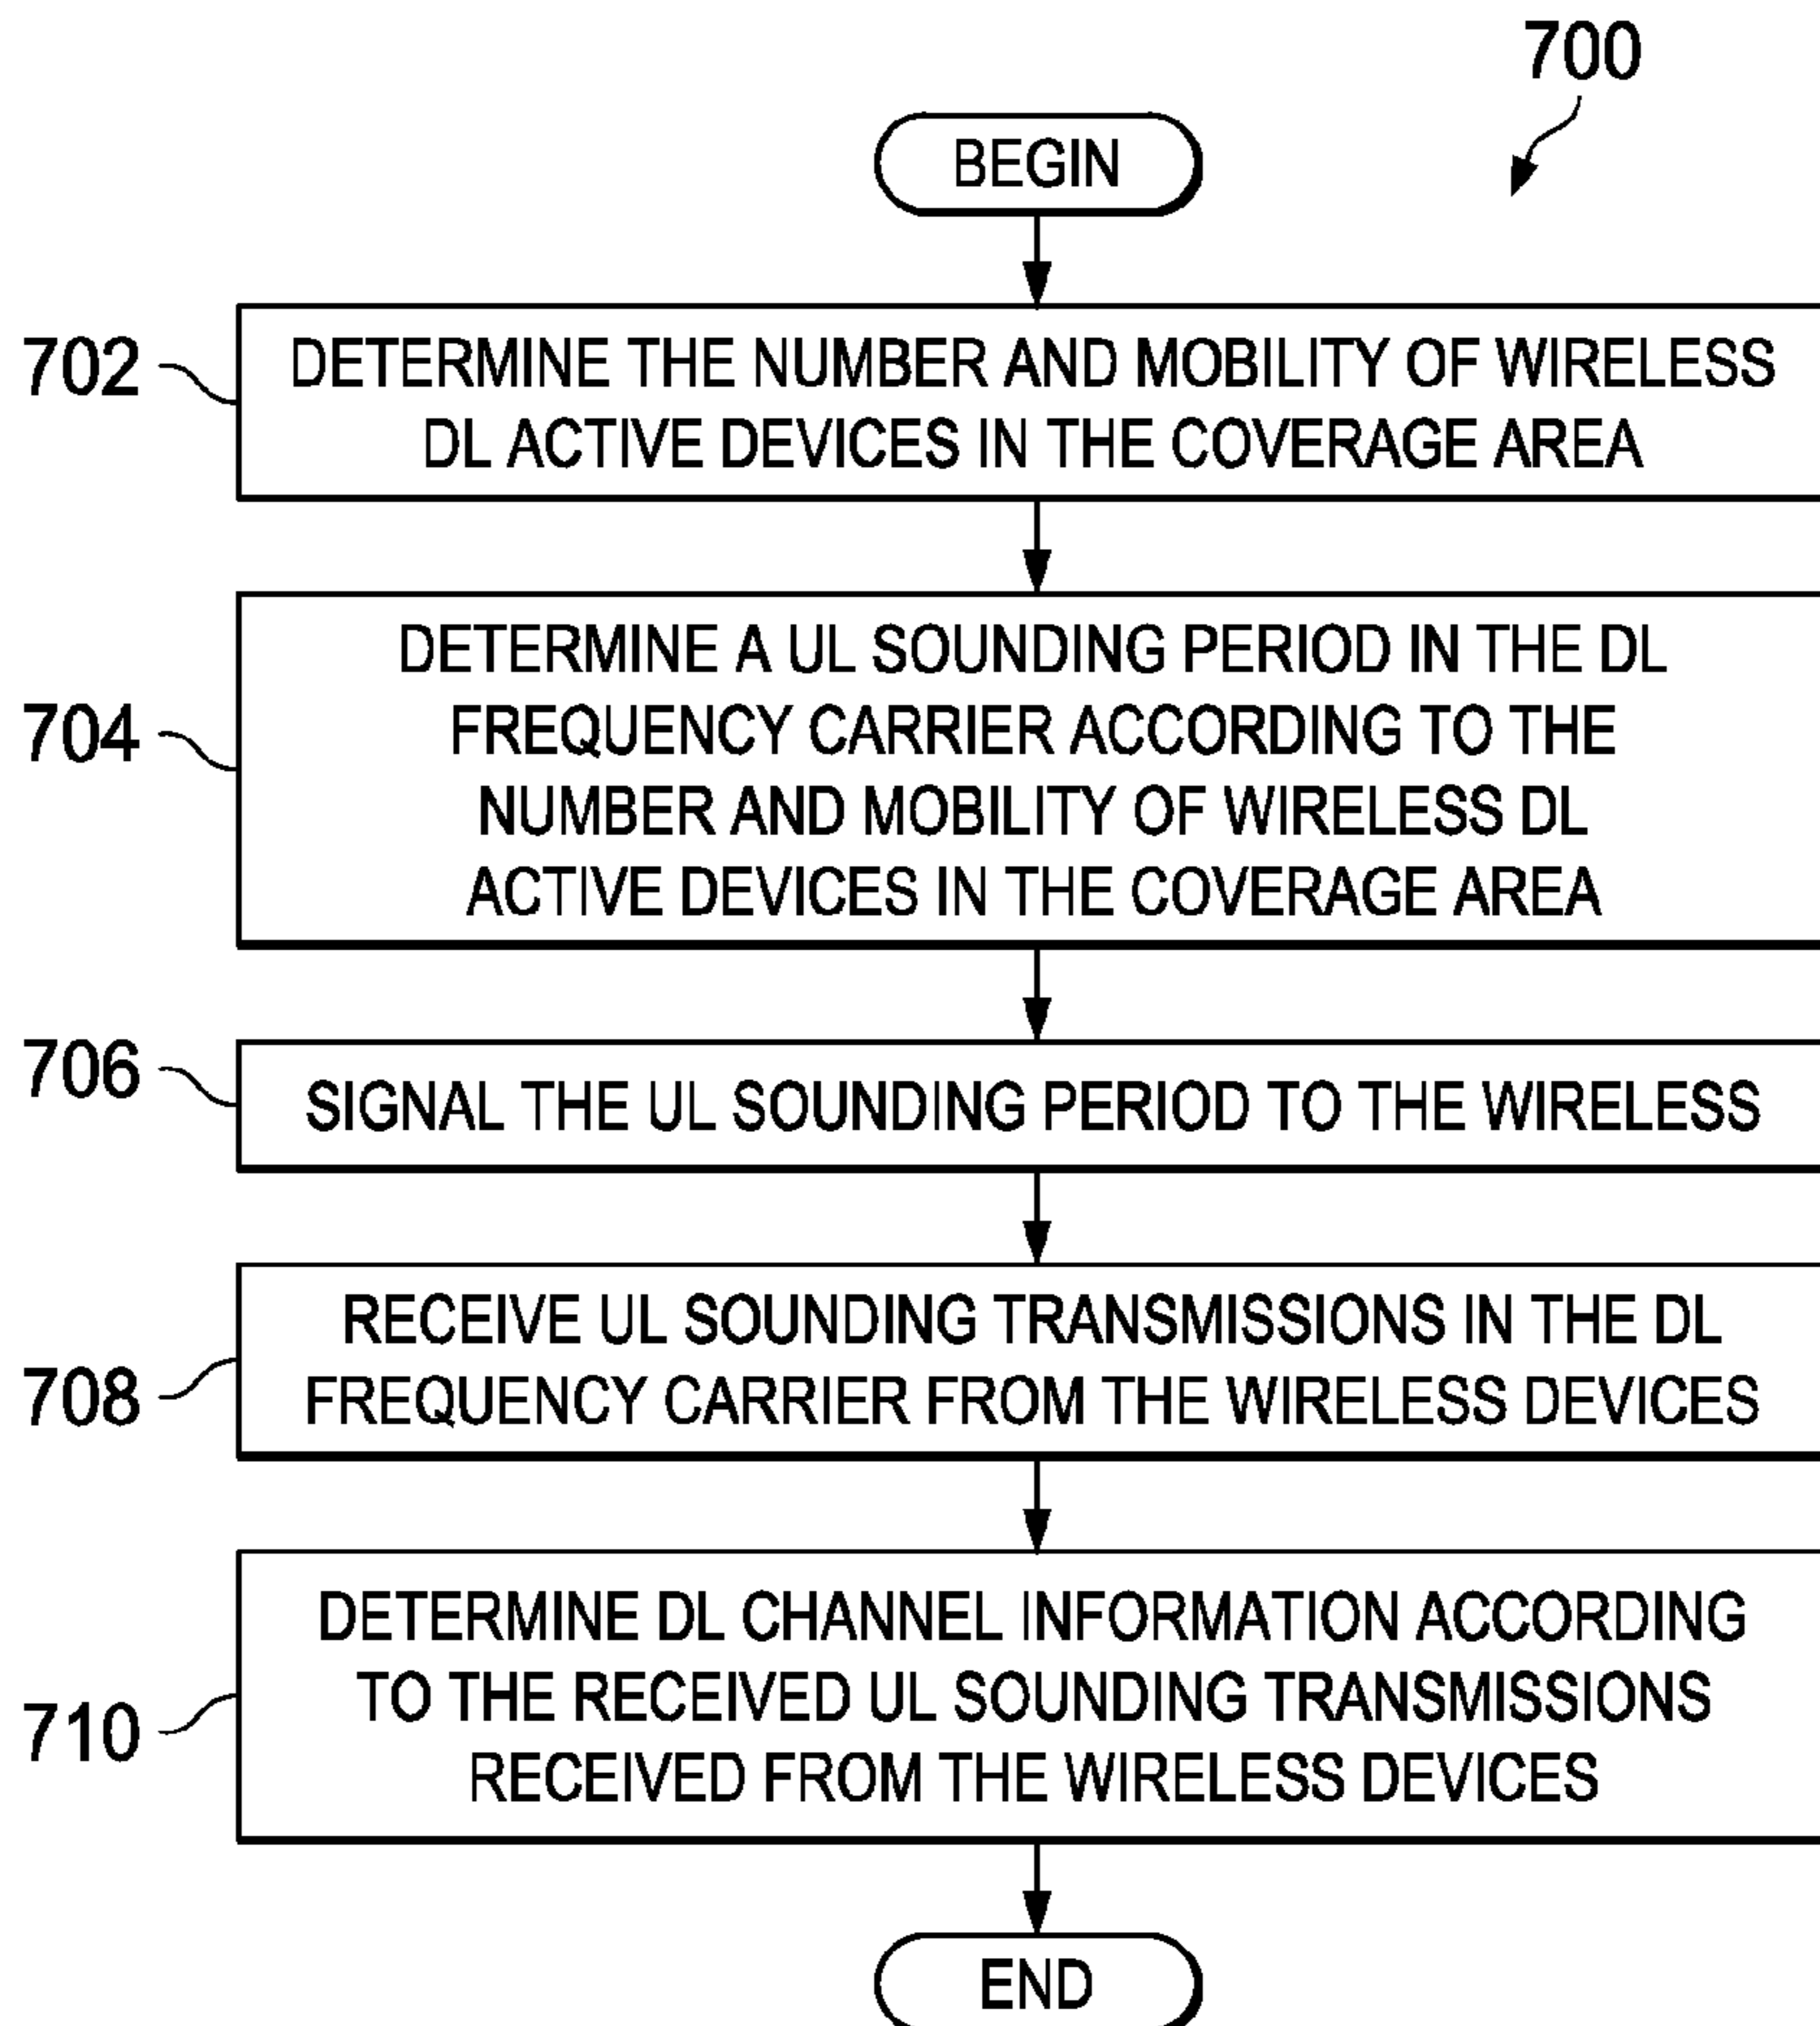 700
BEGIN
702
DETERMINE THE NUMBER AND MOBILITY OF WIRELESS
DL ACTIVE DEVICES IN THE COVERAGE AREA
704
DETERMINE A UL SOUNDING PERIOD IN THE DL
FREQUENCY CARRIER ACCORDING TO THE
NUMBER AND MOBILITY OF WIRELESS DL
ACTIVE DEVICES IN THE COVERAGE AREA
706
SIGNAL THE UL SOUNDING PERIOD TO THE WIRELESS
708
RECEIVE UL SOUNDING TRANSMISSIONS IN THE DL
FREQUENCY CARRIER FROM THE WIRELESS DEVICES
710
DETERMINE DL CHANNEL INFORMATION ACCORDING
TO THE RECEIVED UL SOUNDING TRANSMISSIONS
RECEIVED FROM THE WIRELESS DEVICES
END